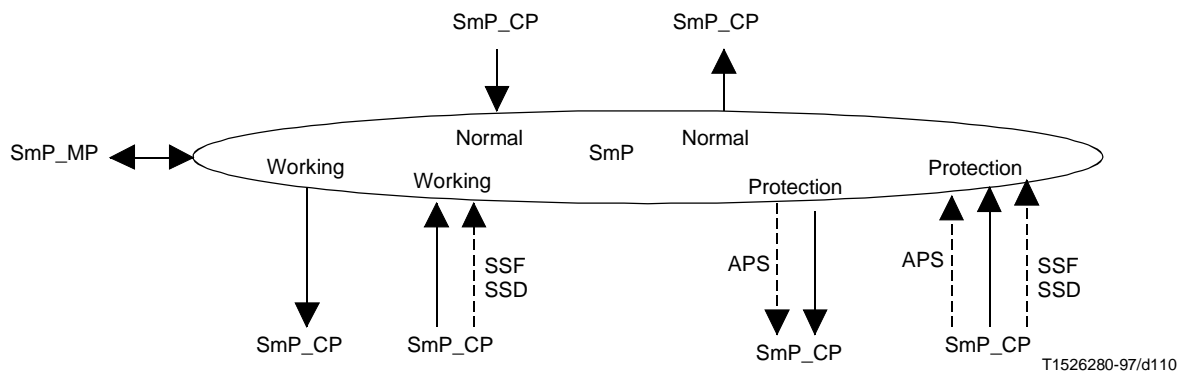 SmP_CP SmP_CP
Normal SmP Normal
SmP_MP
Working Working Protection Protection
APS APS
SSF SSF
SSD SSD
SmP_CP SmP_CP SmP_CP SmP_CP
T1526280-97/d110